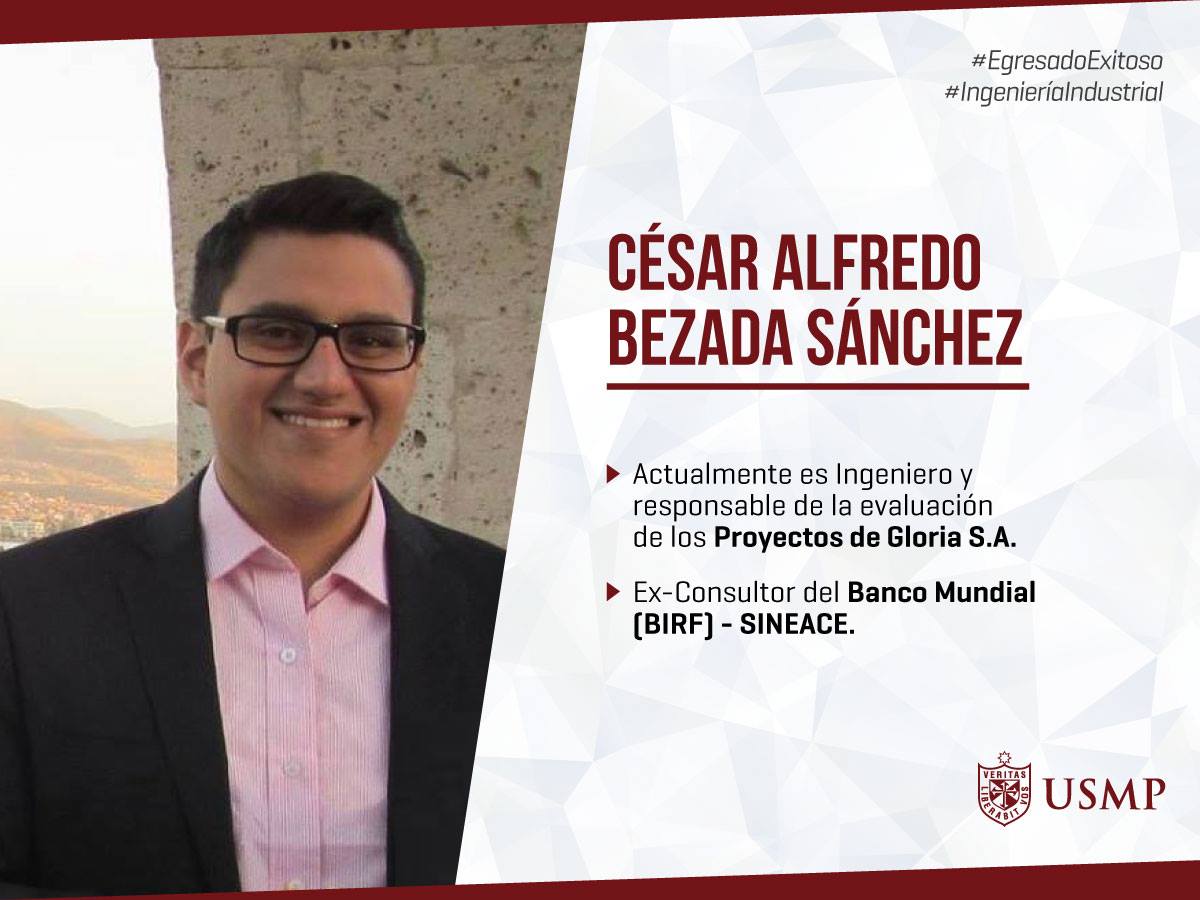 #EgresadoExitoso
#IngenieríaIndustrial
CÉSAR ALFREDO
BEZADA SÁNCHEZ
Actualmente es Ingeniero y
responsable de la evaluación
de los Proyectos de Gloria S.A.
Ex-Consultor del Banco Mundial
(BIRF) - SINEACE.
VERITAS
LIBERABIT VOS
USMP